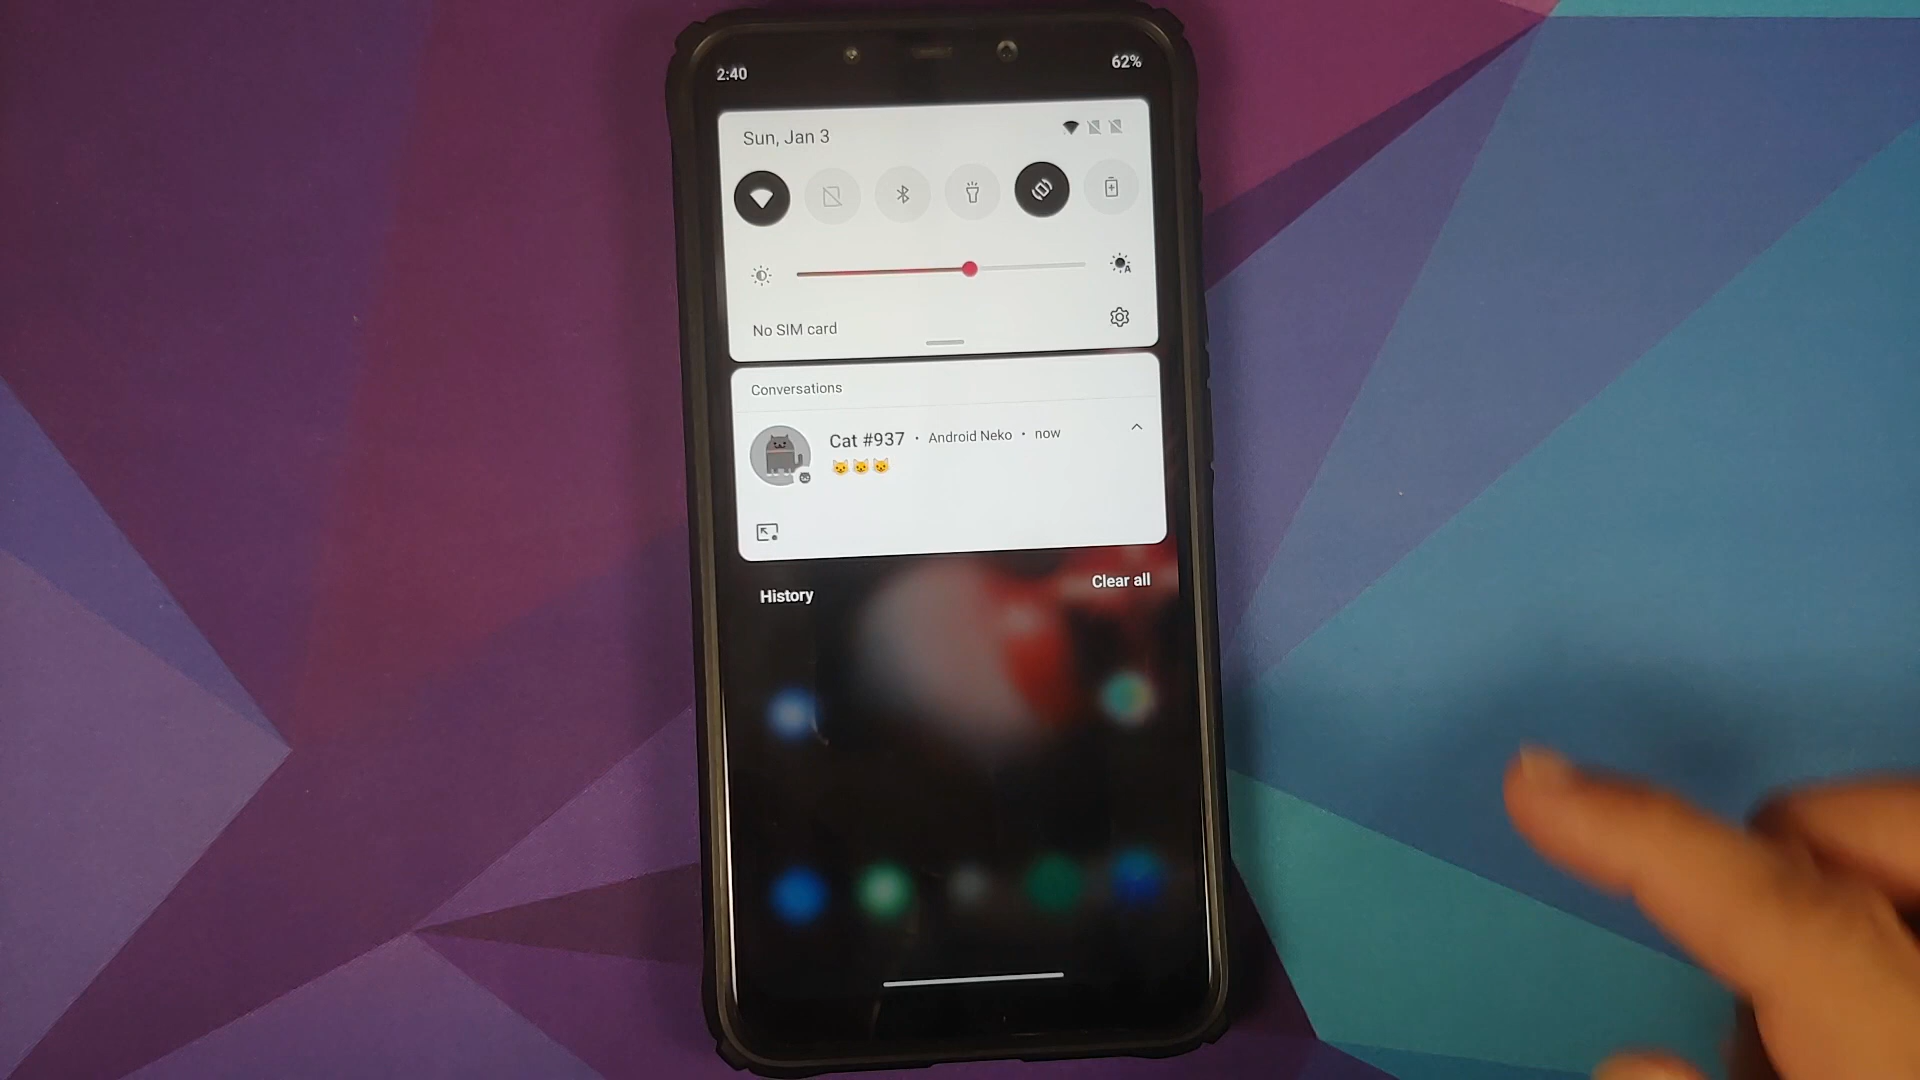 2:40
62%
Sun, Jan 3
No SIM card
Conversations
Cat #937 · Android Neko · now
History
Clear all